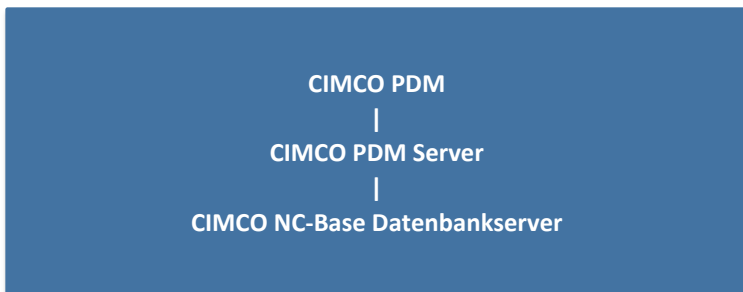 CIMCO PDM
|
CIMCO PDM Server
|
CIMCO NC-Base Datenbankserver